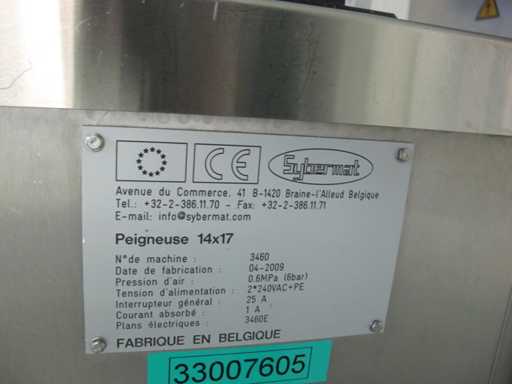 CE
Sybermat
Avenue du Commerce, 41 B-1420 Braine-l'Alleud Belgique
Tel.: +32-2-386.11.70 - Fax: +32-2-386.11.71
E-mail: info@sybermat.com
Peigneuse 14x17
N°de machine : 3460
Date de fabrication : 04-2009
Pression d'air : 0.6MPa (6bar)
Tension d'alimentation : 2*240VAC+PE
Interrupteur général : 25 A
Courant absorbé : 1 A
Plans électriques : 3460E
FABRIQUE EN BELGIQUE
33007605